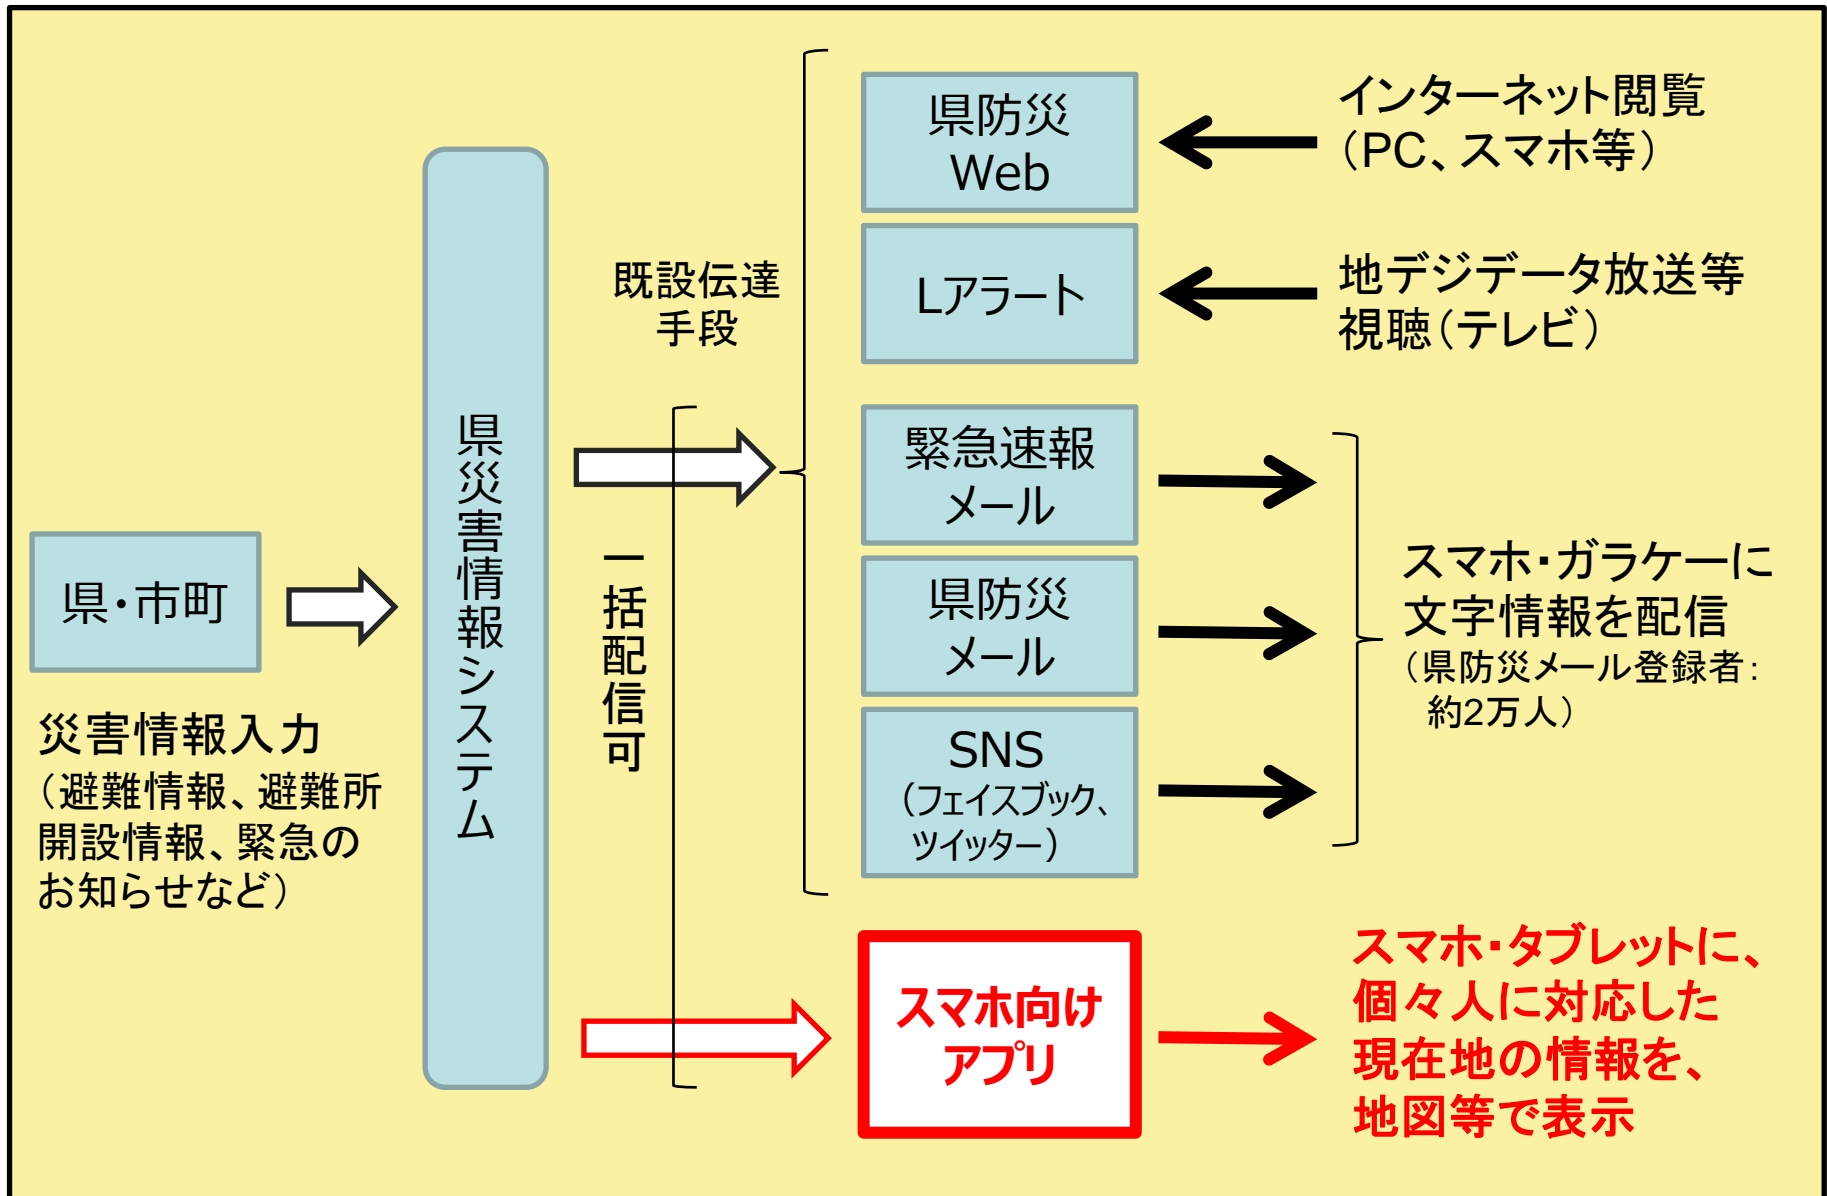 県・市町
災害情報入力
（避難情報、避難所
開設情報、緊急の
お知らせなど）
県災害情報システム
既設伝達
手段
一括配信可
県防災
Web
Lアラート
緊急速報
メール
県防災
メール
SNS
（フェイスブック、
ツイッター）
スマホ向け
アプリ
インターネット閲覧
（PC、スマホ等）
地デジデータ放送等
視聴（テレビ）
スマホ・ガラケーに
文字情報を配信
（県防災メール登録者：
約2万人）
スマホ・タブレットに、
個々人に対応した
現在地の情報を、
地図等で表示